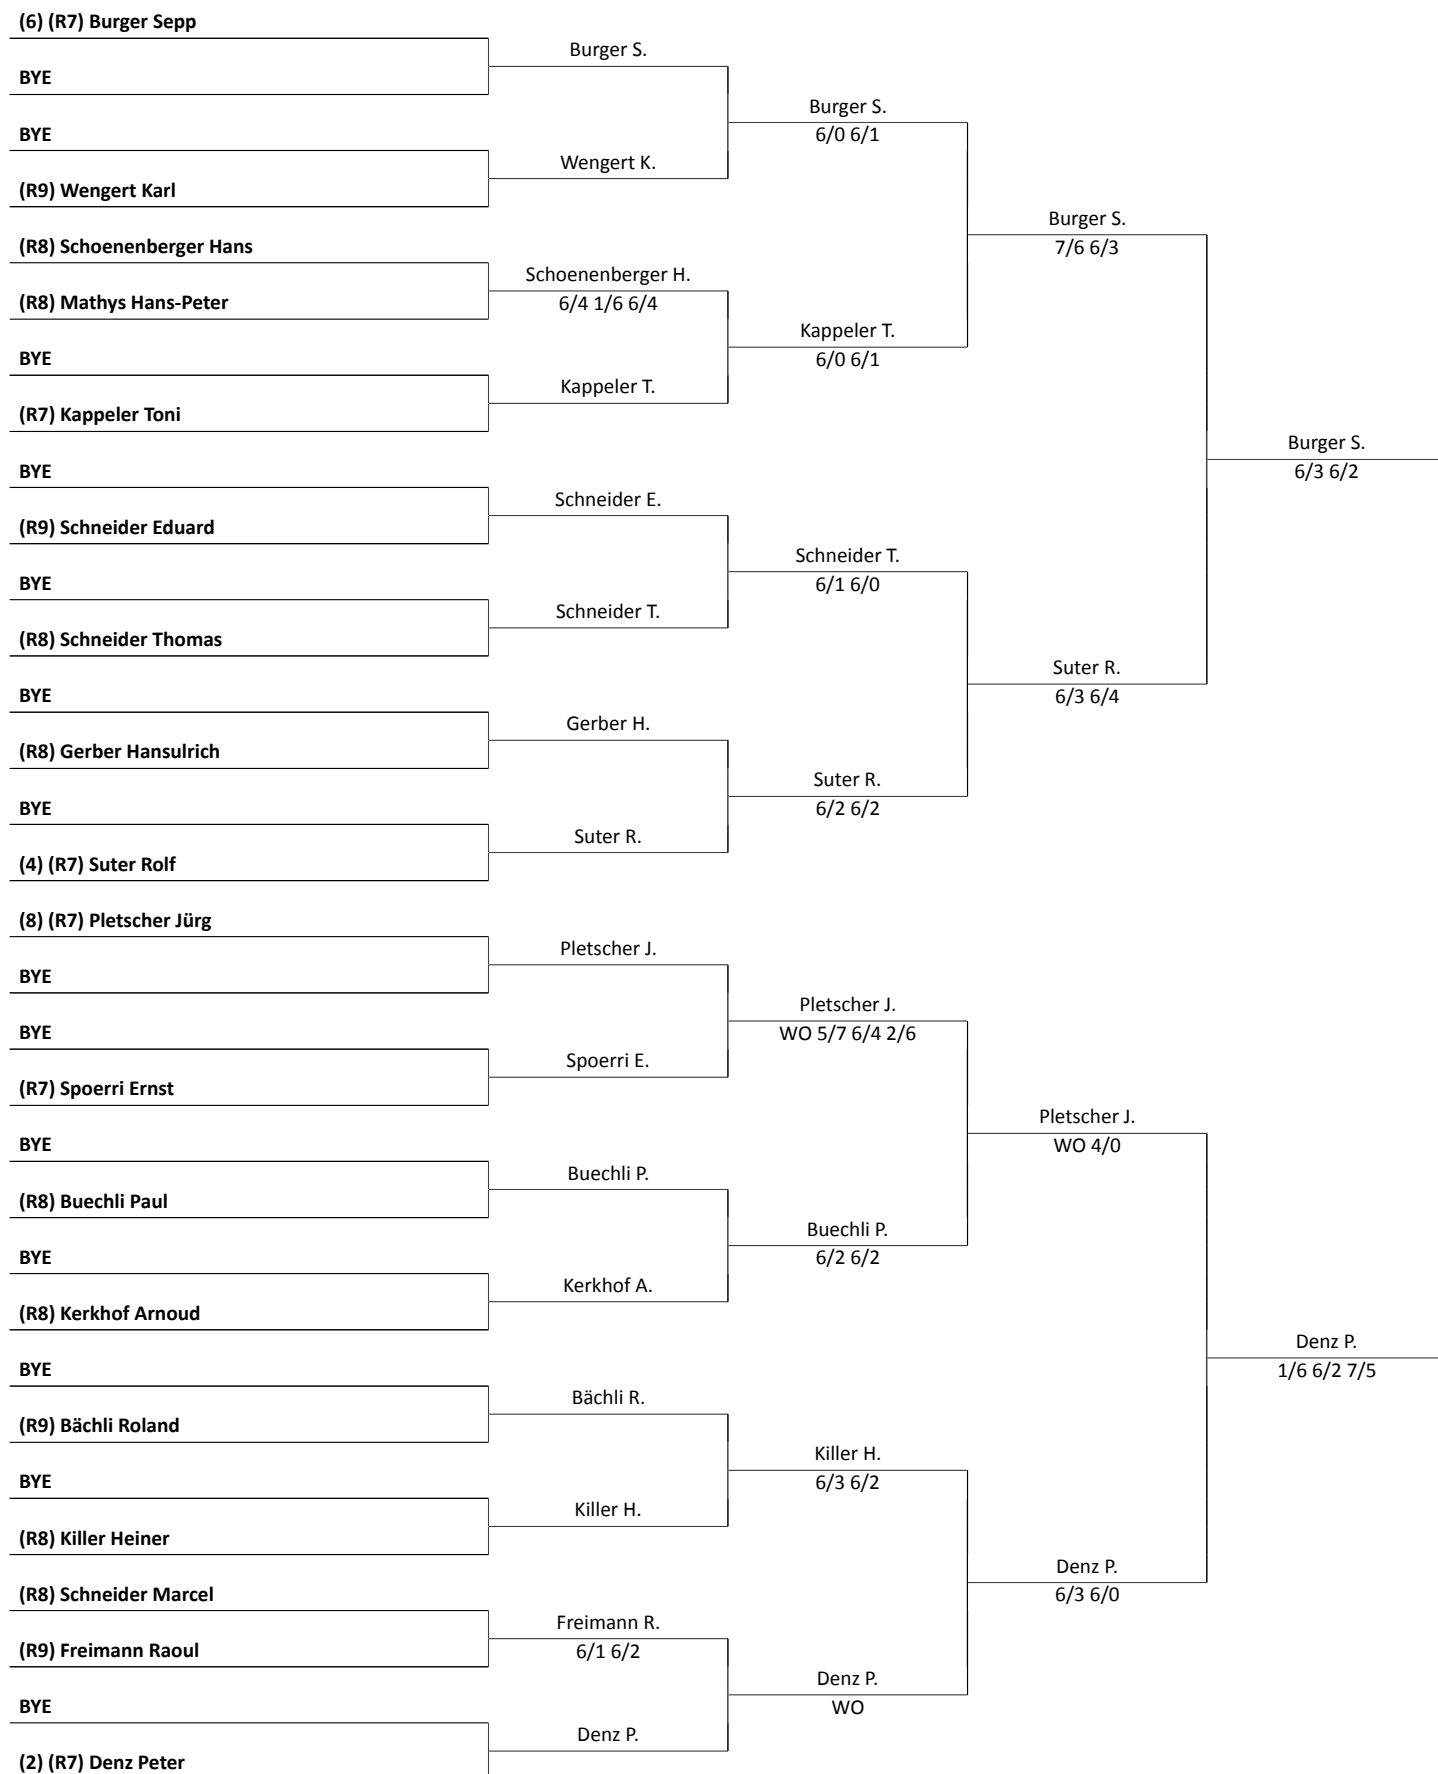 (6) (R7) Burger Sepp
Burger S.
BYE
Burger S.
6/0 6/1
BYE
Wengert K.
(R9) Wengert Karl
Burger S.
7/6 6/3
(R8) Schoenenberger Hans
Schoenenberger H.
6/4 1/6 6/4
(R8) Mathys Hans-Peter
Kappeler T.
6/0 6/1
BYE
Kappeler T.
(R7) Kappeler Toni
Burger S.
6/3 6/2
BYE
Schneider E.
(R9) Schneider Eduard
Schneider T.
6/1 6/0
BYE
Schneider T.
(R8) Schneider Thomas
Suter R.
6/3 6/4
BYE
Gerber H.
(R8) Gerber Hansulrich
Suter R.
6/2 6/2
BYE
Suter R.
(4) (R7) Suter Rolf
(8) (R7) Pletscher Jürg
Pletscher J.
BYE
Pletscher J.
WO 5/7 6/4 2/6
BYE
Spoerri E.
(R7) Spoerri Ernst
Pletscher J.
WO 4/0
BYE
Buechli P.
(R8) Buechli Paul
Buechli P.
6/2 6/2
BYE
Kerkhof A.
(R8) Kerkhof Arnoud
Denz P.
1/6 6/2 7/5
BYE
Bächli R.
(R9) Bächli Roland
Killer H.
6/3 6/2
BYE
Killer H.
(R8) Killer Heiner
Denz P.
6/3 6/0
(R8) Schneider Marcel
Freimann R.
6/1 6/2
(R9) Freimann Raoul
Denz P.
WO
BYE
Denz P.
(2) (R7) Denz Peter